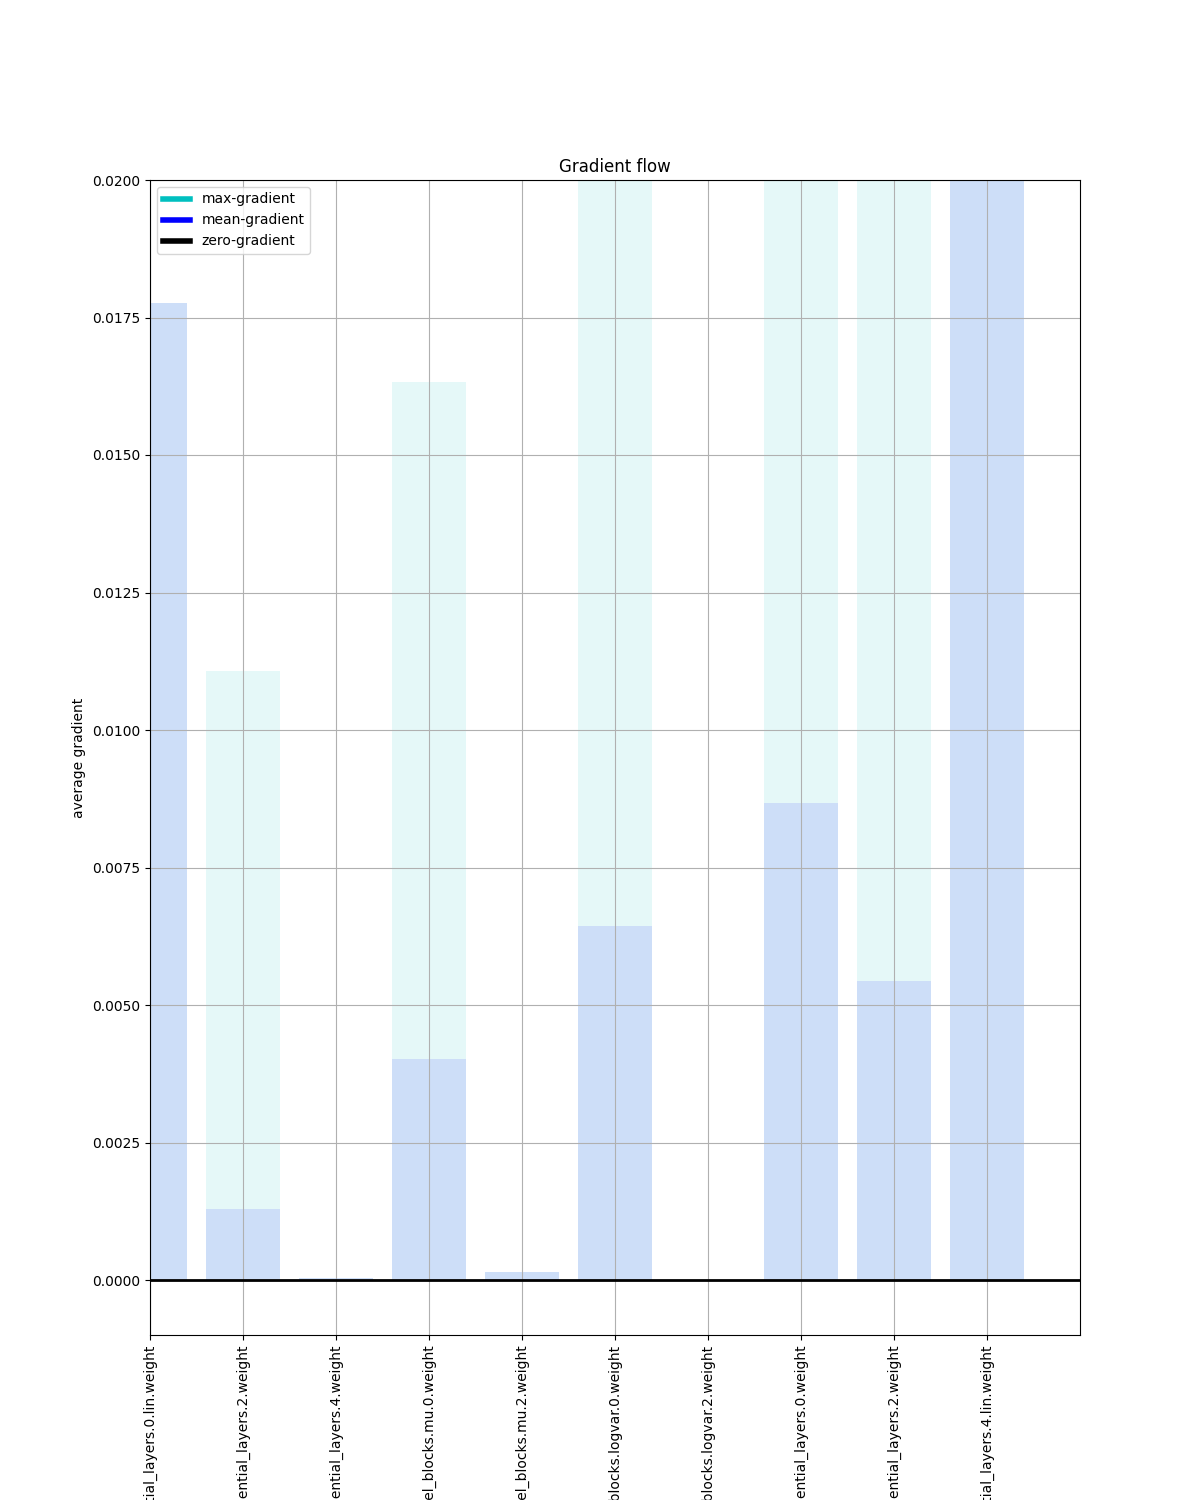 Gradient flow
max-gradient
mean-gradient
zero-gradient
0.0200
0.0175
0.0150
0.0125
0.0100
0.0075
0.0050
0.0025
0.0000
average gradient
tial_layers.0.lin.weight
ential_layers.2.weight
ential_layers.4.weight
el_blocks.mu.0.weight
el_blocks.mu.2.weight
blocks.logvar.0.weight
blocks.logvar.2.weight
ential_layers.0.weight
ential_layers.2.weight
tial_layers.4.lin.weight